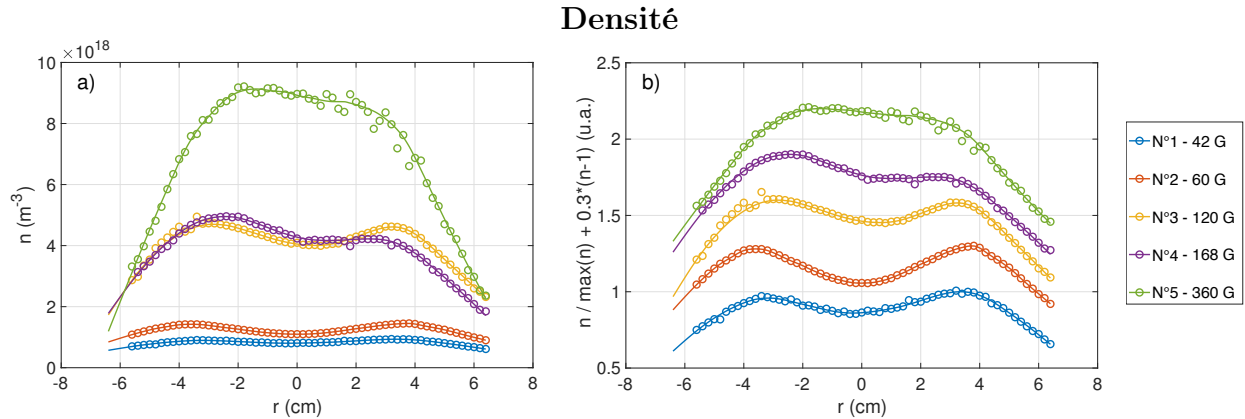 Densité
×10^18
a)
10
8
6
4
2
0
n (m^-3)
-8 -6 -4 -2 0 2 4 6 8
r (cm)
b)
2.5
2
1.5
1
0.5
n / max(n) + 0.3*(n-1) (u.a.)
-8 -6 -4 -2 0 2 4 6 8
r (cm)
N°1 - 42 G
N°2 - 60 G
N°3 - 120 G
N°4 - 168 G
N°5 - 360 G